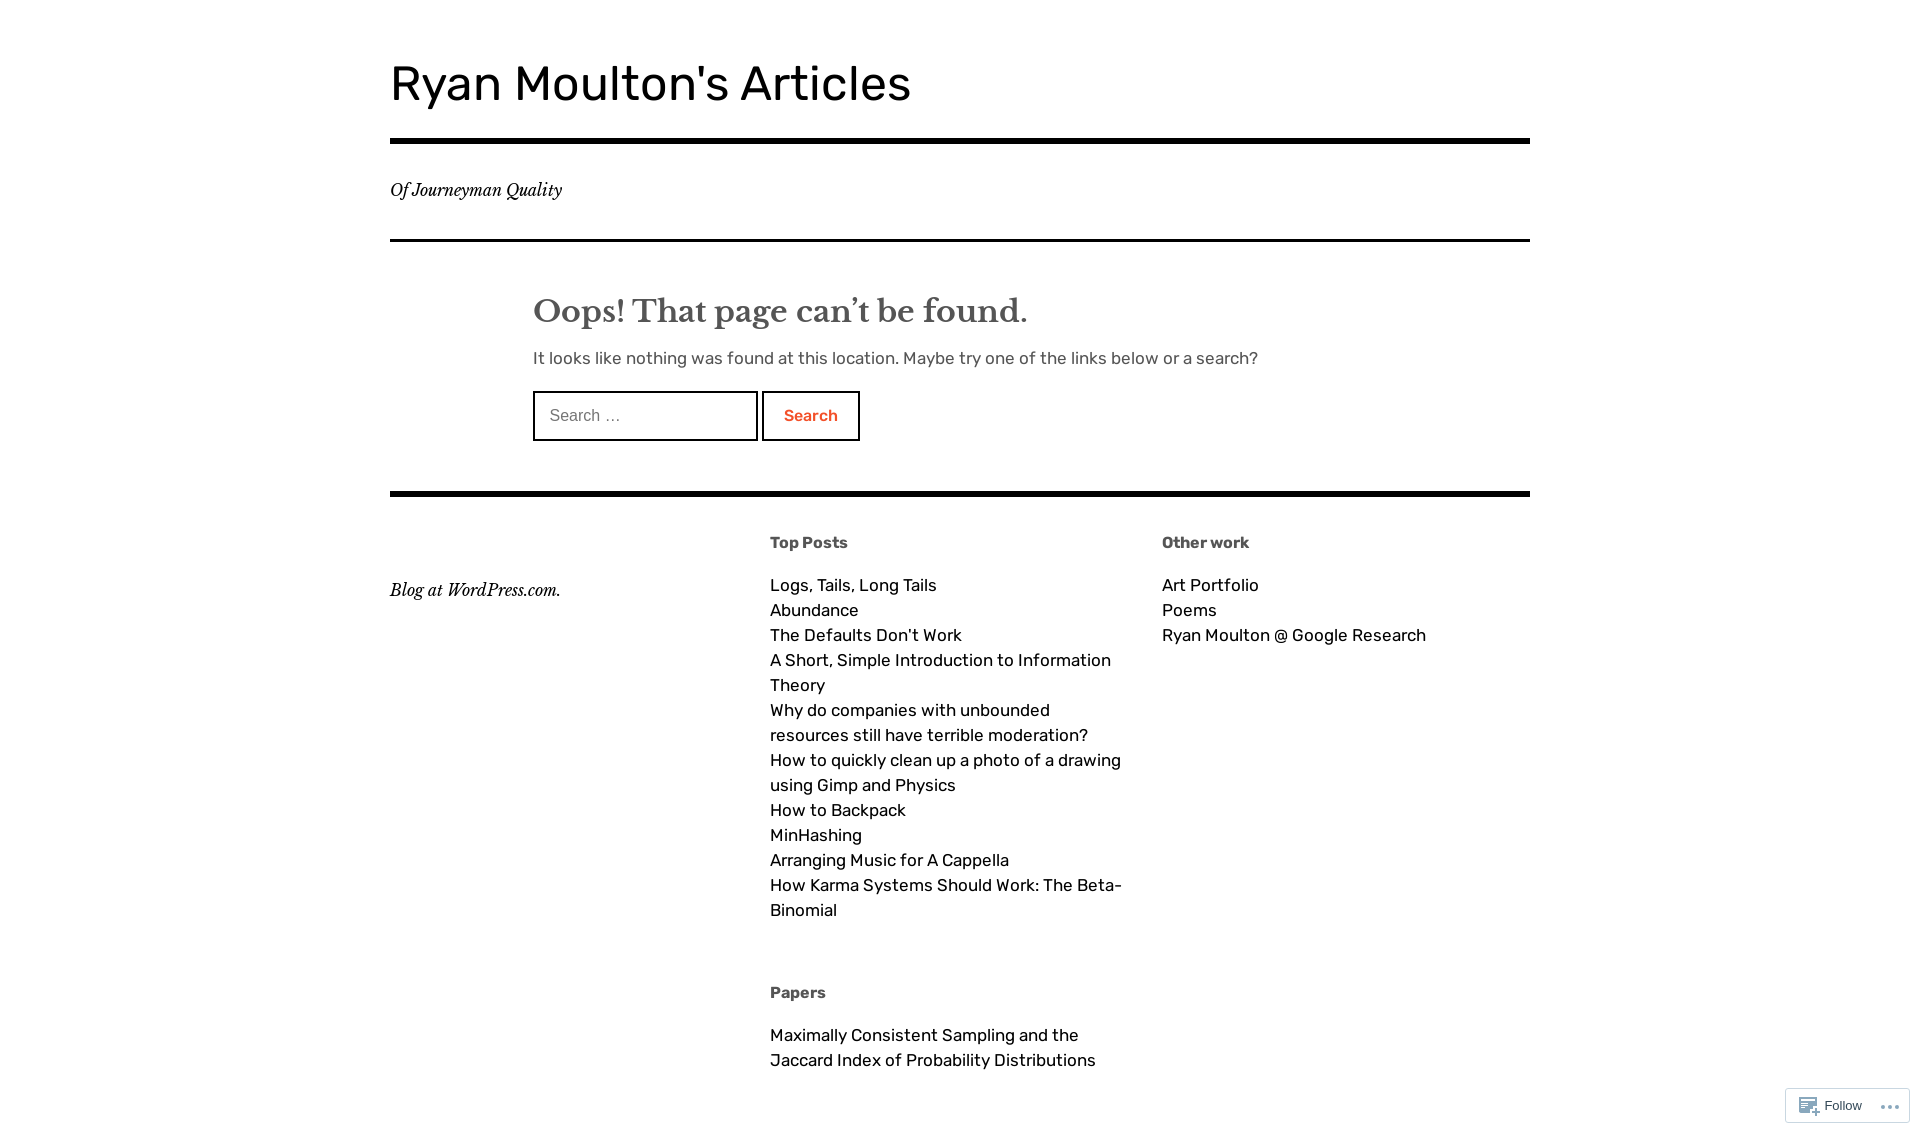 Ryan Moulton's Articles
Of Journeyman Quality
Oops! That page can’t be found.
It looks like nothing was found at this location. Maybe try one of the links below or a search?
Search …
Search
Blog at WordPress.com.
Top Posts
Logs, Tails, Long Tails
Abundance
The Defaults Don't Work
A Short, Simple Introduction to Information
Theory
Why do companies with unbounded
resources still have terrible moderation?
How to quickly clean up a photo of a drawing
using Gimp and Physics
How to Backpack
MinHashing
Arranging Music for A Cappella
How Karma Systems Should Work: The Beta-
Binomial
Papers
Maximally Consistent Sampling and the
Jaccard Index of Probability Distributions
Other work
Art Portfolio
Poems
Ryan Moulton @ Google Research
Follow